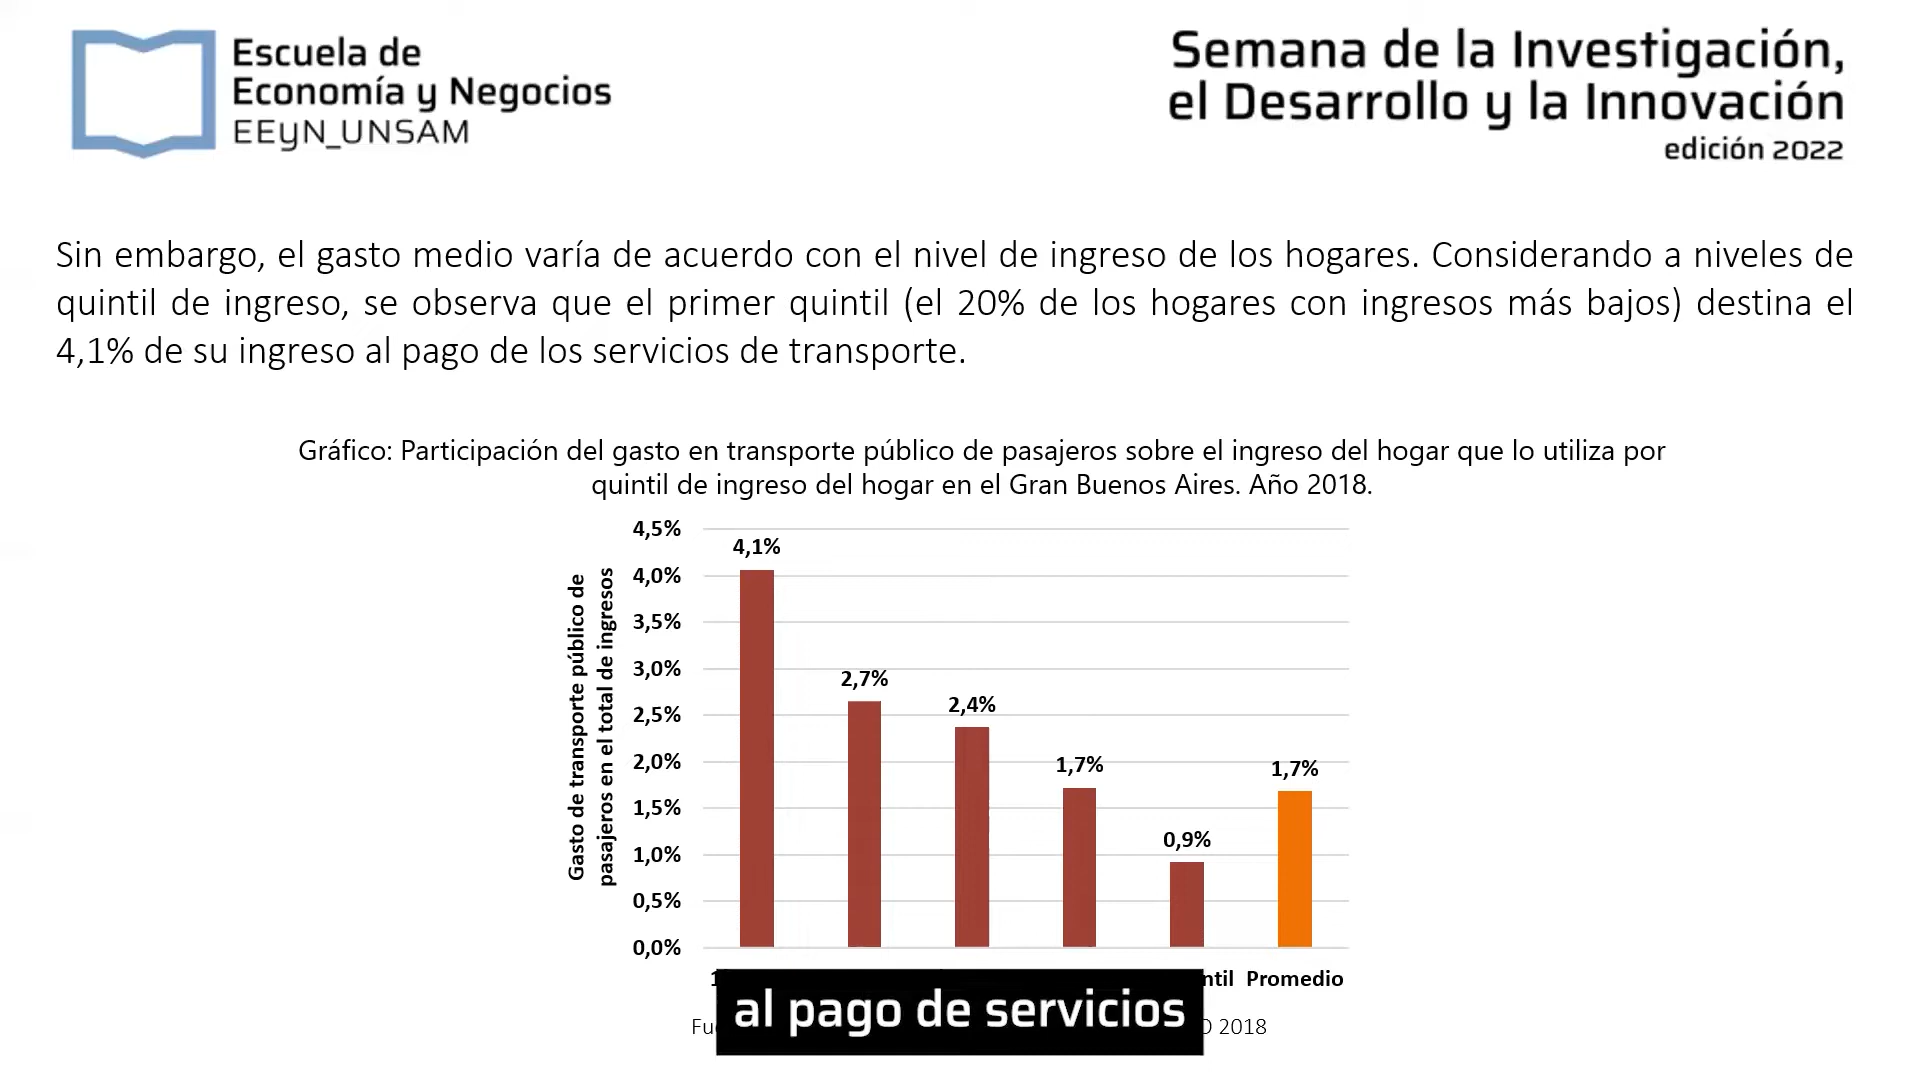 Escuela de
Economía y Negocios
EEyN_UNSAM
Semana de la Investigación,
el Desarrollo y la Innovación
edición 2022
Sin embargo, el gasto medio varía de acuerdo con el nivel de ingreso de los hogares. Considerando a niveles de
quintil de ingreso, se observa que el primer quintil (el 20% de los hogares con ingresos más bajos) destina el
4,1% de su ingreso al pago de los servicios de transporte.
Gráfico: Participación del gasto en transporte público de pasajeros sobre el ingreso del hogar que lo utiliza por
quintil de ingreso del hogar en el Gran Buenos Aires. Año 2018.
Gasto de transporte público de
pasajeros en el total de ingresos
4,5%
4,0%
3,5%
3,0%
2,5%
2,0%
1,5%
1,0%
0,5%
0,0%
4,1%
2,7%
2,4%
1,7%
0,9%
1,7%
Promedio
2018
al pago de servicios